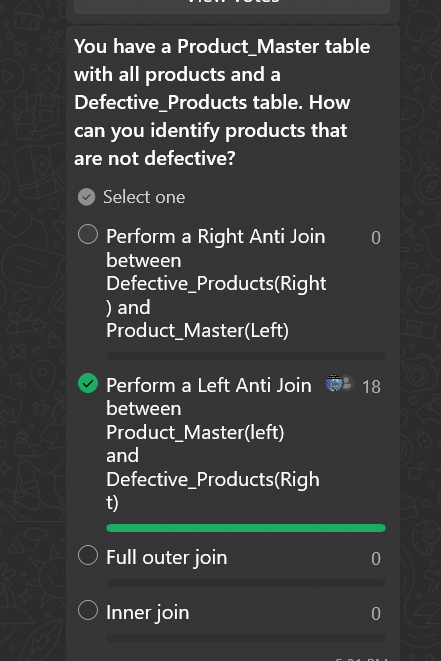 View votes
You have a Product_Master table
with all products and a
Defective_Products table. How
can you identify products that
are not defective?
Select one
Perform a Right Anti Join 0
between
Defective_Products(Right
) and
Product_Master(Left)
Perform a Left Anti Join 18
between
Product_Master(left)
and
Defective_Products(Righ
t)
Full outer join 0
Inner join 0